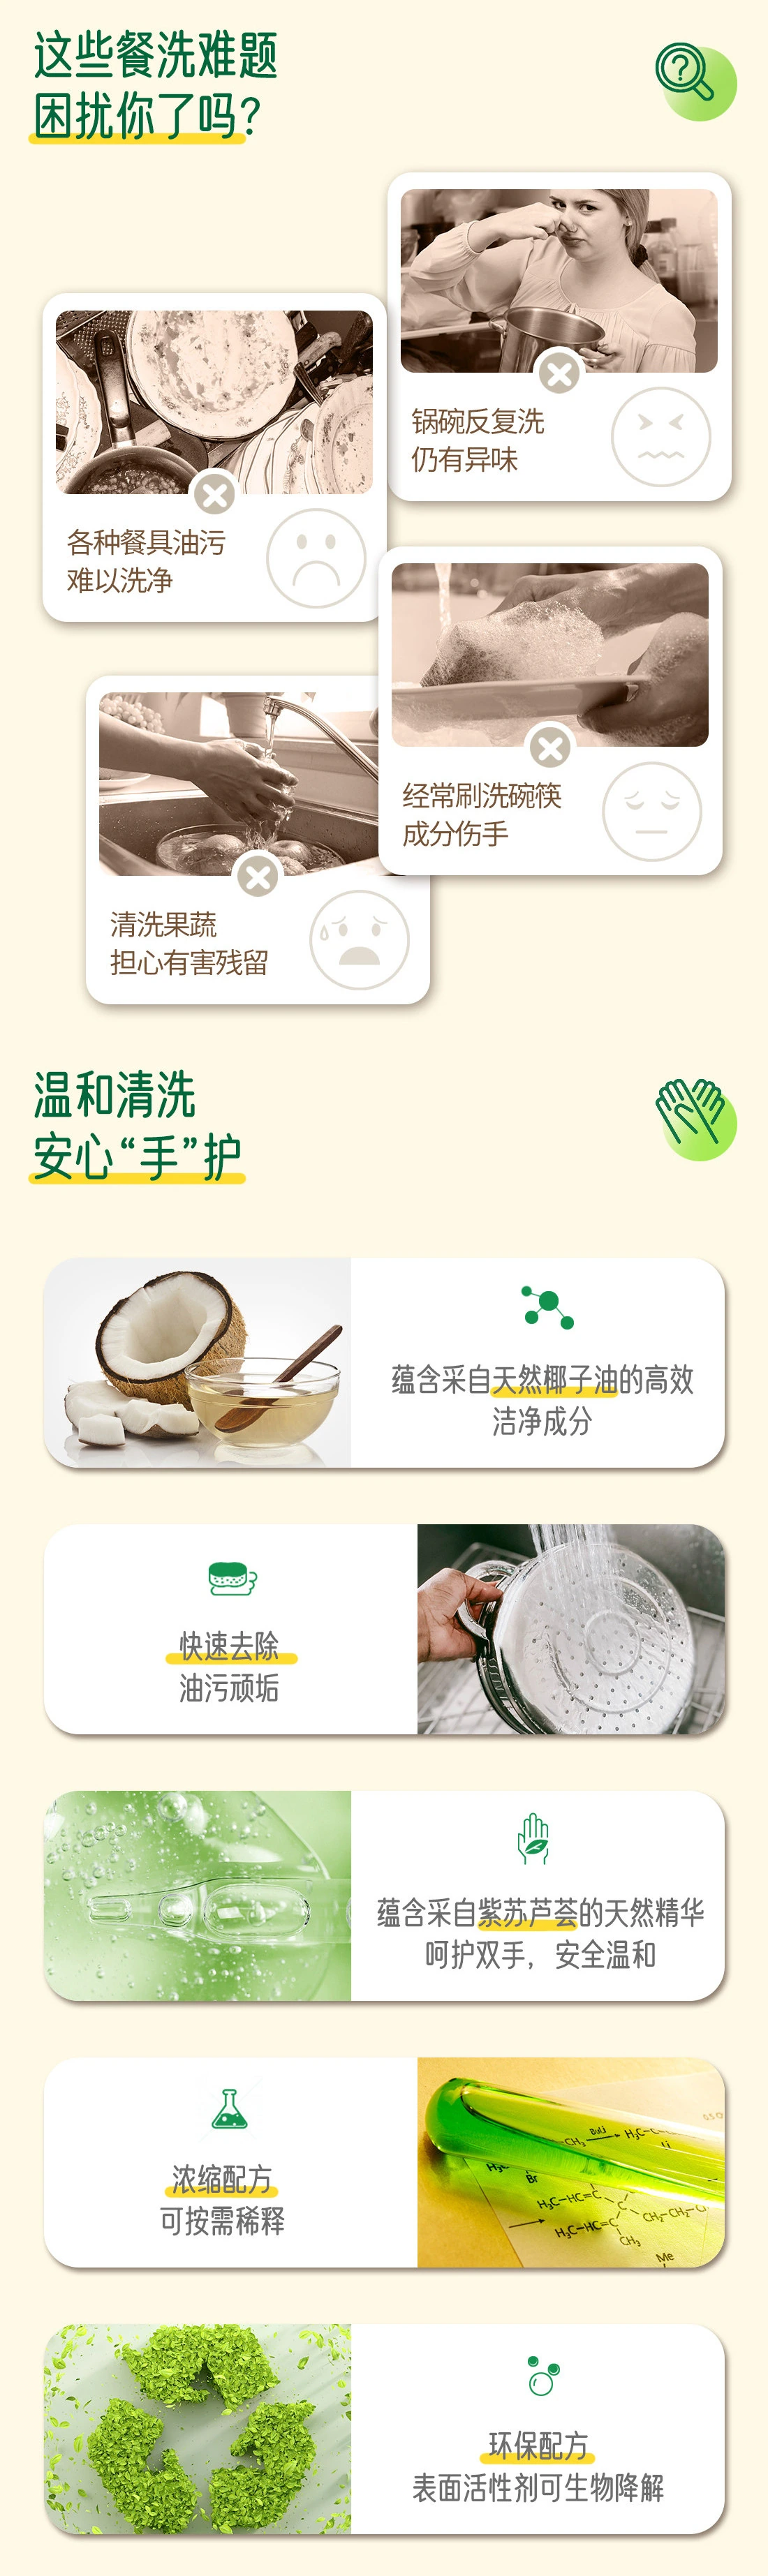 这些餐洗难题
困扰你了吗?
锅碗反复洗
仍有异味
各种餐具油污
难以洗净
经常刷洗碗筷
成分伤手
清洗果蔬
担心有害残留
温和清洗
安心“手”护
蕴含采自天然椰子油的高效
洁净成分
快速去除
油污顽垢
蕴含采自紫苏芦荟的天然精华
呵护双手，安全温和
浓缩配方
可按需稀释
环保配方
表面活性剂可生物降解